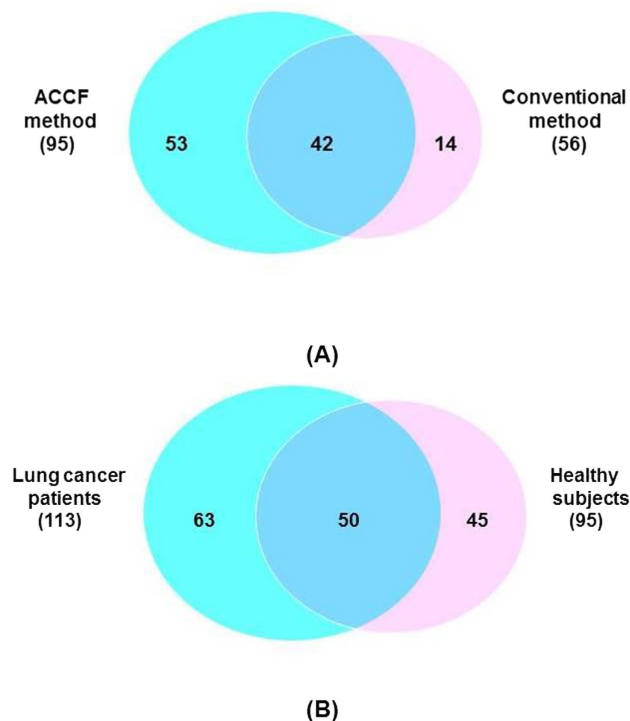 ACCF
method
(95)
53
42
14
Conventional
method
(56)
(A)
Lung cancer
patients
(113)
63
50
45
Healthy
subjects
(95)
(B)